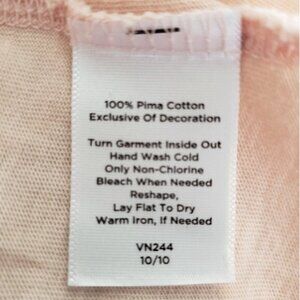 100% Pima Cotton
Exclusive Of Decoration
Turn Garment Inside Out
Hand Wash Cold
Only Non-Chlorine
Bleach When Needed
Reshape,
Lay Flat To Dry
Warm Iron, If Needed
VN244
10/10